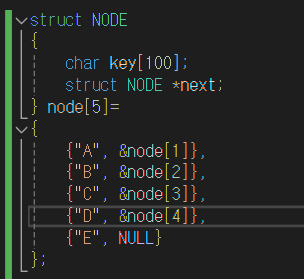 struct NODE
{
char key[100];
struct NODE *next;
} node[5]=
{
{"A", &node[1]},
{"B", &node[2]},
{"C", &node[3]},
{"D", &node[4]},
{"E", NULL}
};